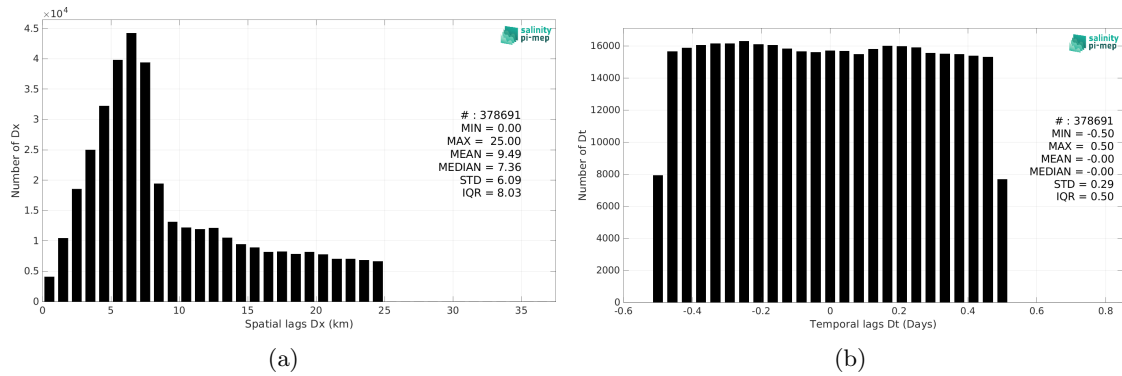 ×10⁴
4.5
4
3.5
3
2.5
2
1.5
1
0.5
0
Number of Dx
salinity
pi-mep
# : 378691
MIN = 0.00
MAX = 25.00
MEAN = 9.49
MEDIAN = 7.36
STD = 6.09
IQR = 8.03
0 5 10 15 20 25 30 35
Spatial lags Dx (km)
(a)
16000
14000
12000
10000
8000
6000
4000
2000
0
Number of Dt
salinity
pi-mep
# : 378691
MIN = -0.50
MAX = 0.50
MEAN = -0.00
MEDIAN = -0.00
STD = 0.29
IQR = 0.50
-0.6 -0.4 -0.2 0 0.2 0.4 0.6 0.8
Temporal lags Dt (Days)
(b)